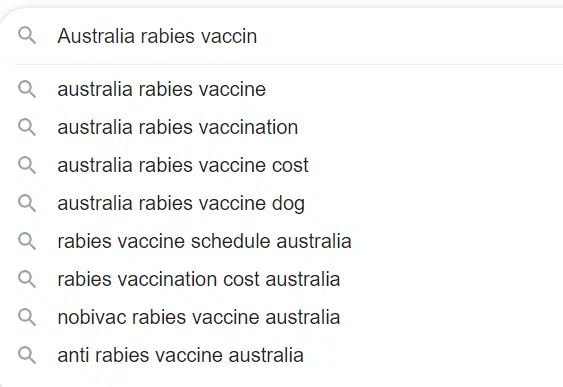 Australia rabies vaccin
australia rabies vaccine
australia rabies vaccination
australia rabies vaccine cost
australia rabies vaccine dog
rabies vaccine schedule australia
rabies vaccination cost australia
nobivac rabies vaccine australia
anti rabies vaccine australia